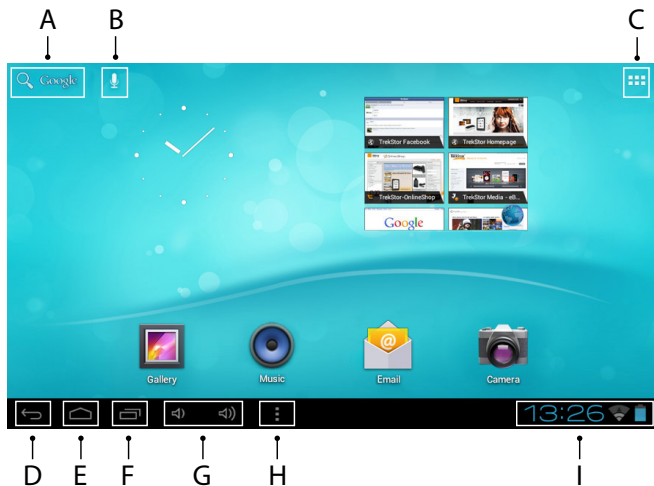 A B C
Google
TrekStor Facebook TrekStor Homepage
TrekStor-OnlineShop TrekStor Media - eB...
Google
Gallery Music Email Camera
13:26
D E F G H I